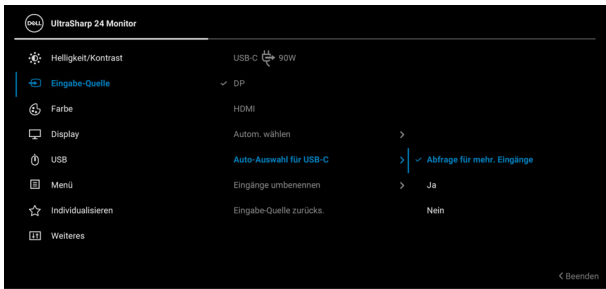 DELL UltraSharp 24 Monitor
Helligkeit/Kontrast USB-C 90W
Eingabe-Quelle ✓ DP
Farbe HDMI
Display Autom. wählen >
USB Auto-Auswahl für USB-C > ✓ Abfrage für mehr. Eingänge
Menü Eingänge umbenennen > Ja
Individualisieren Eingabe-Quelle zurücks. Nein
Weiteres
< Beenden